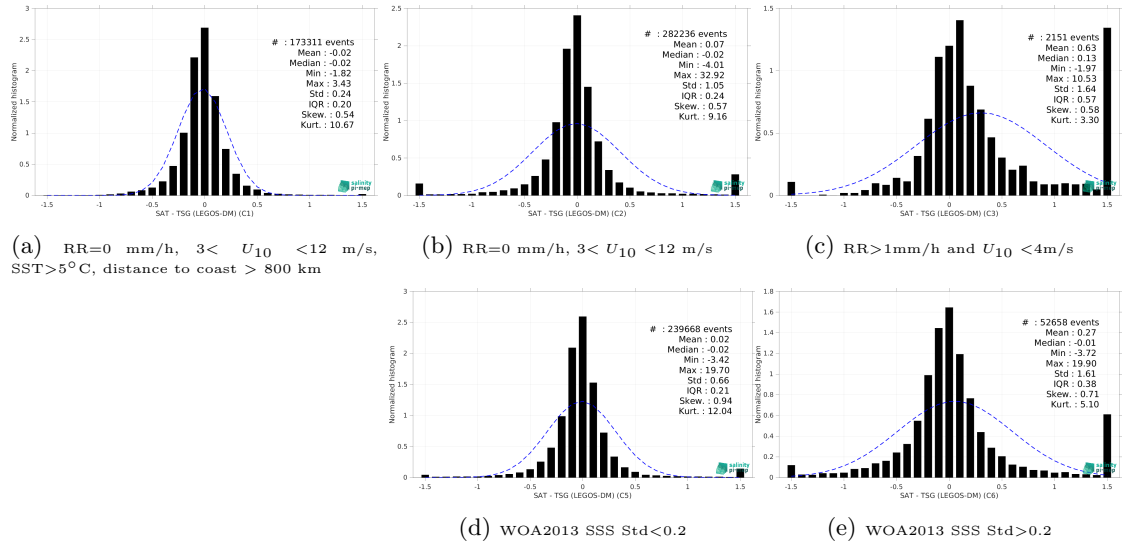 3
2.5
2
1.5
1
0.5
0
Normalized histogram
# : 173311 events
Mean : -0.02
Median : -0.02
Min : -1.82
Max : 3.43
Std : 0.24
IQR : 0.20
Skew. : 0.54
Kurt. : 10.67
salinity
pi-mep
-1.5 -1 -0.5 0 0.5 1 1.5
SAT - TSG (LEGOS-DM) (C1)
(a) RR=0 mm/h, 3< U10 <12 m/s,
SST>5°C, distance to coast > 800 km
2.5
2
1.5
1
0.5
0
Normalized histogram
# : 282236 events
Mean : 0.07
Median : -0.02
Min : -4.01
Max : 32.92
Std : 1.05
IQR : 0.24
Skew. : 0.57
Kurt. : 9.16
salinity
pi-mep
-1.5 -1 -0.5 0 0.5 1 1.5
SAT - TSG (LEGOS-DM) (C2)
(b) RR=0 mm/h, 3< U10 <12 m/s
1.5
1
0.5
0
Normalized histogram
# : 2151 events
Mean : 0.63
Median : 0.13
Min : -1.97
Max : 10.53
Std : 1.64
IQR : 0.57
Skew. : 0.58
Kurt. : 3.30
salinity
pi-mep
-1.5 -1 -0.5 0 0.5 1 1.5
SAT - TSG (LEGOS-DM) (C3)
(c) RR>1mm/h and U10 <4m/s
3
2.5
2
1.5
1
0.5
0
Normalized histogram
# : 239668 events
Mean : 0.02
Median : -0.02
Min : -3.42
Max : 19.70
Std : 0.66
IQR : 0.21
Skew. : 0.94
Kurt. : 12.04
salinity
pi-mep
-1.5 -1 -0.5 0 0.5 1 1.5
SAT - TSG (LEGOS-DM) (C5)
(d) WOA2013 SSS Std<0.2
1.8
1.6
1.4
1.2
1
0.8
0.6
0.4
0.2
0
Normalized histogram
# : 52658 events
Mean : 0.27
Median : -0.01
Min : -3.72
Max : 19.90
Std : 1.61
IQR : 0.38
Skew. : 0.71
Kurt. : 5.10
salinity
pi-mep
-1.5 -1 -0.5 0 0.5 1 1.5
SAT - TSG (LEGOS-DM) (C6)
(e) WOA2013 SSS Std>0.2